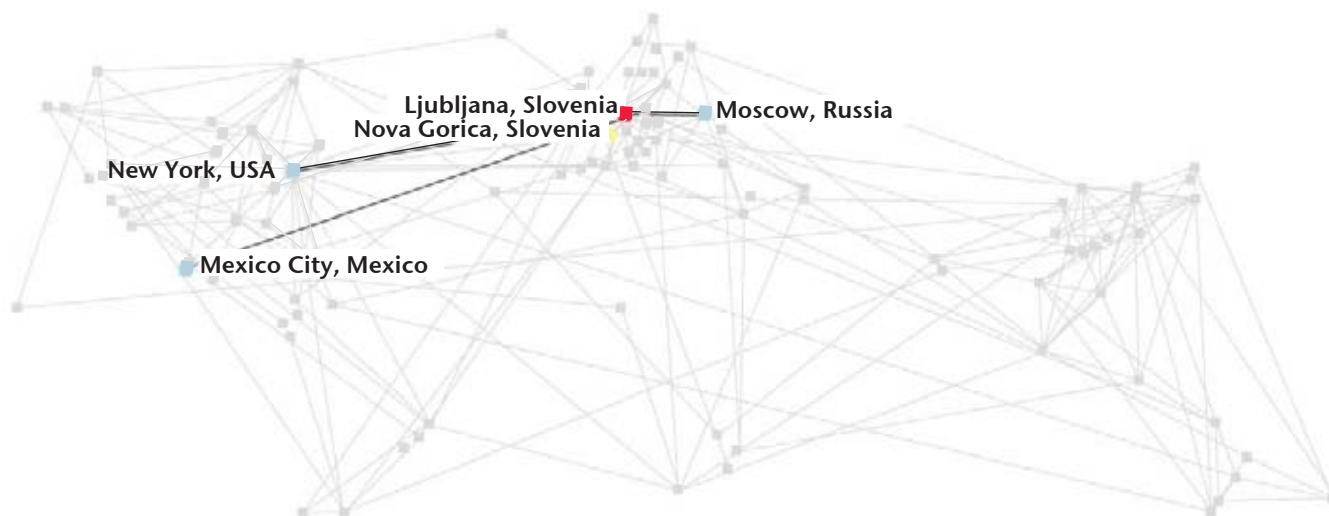 Ljubljana, Slovenia
Moscow, Russia
Nova Gorica, Slovenia
New York, USA
Mexico City, Mexico